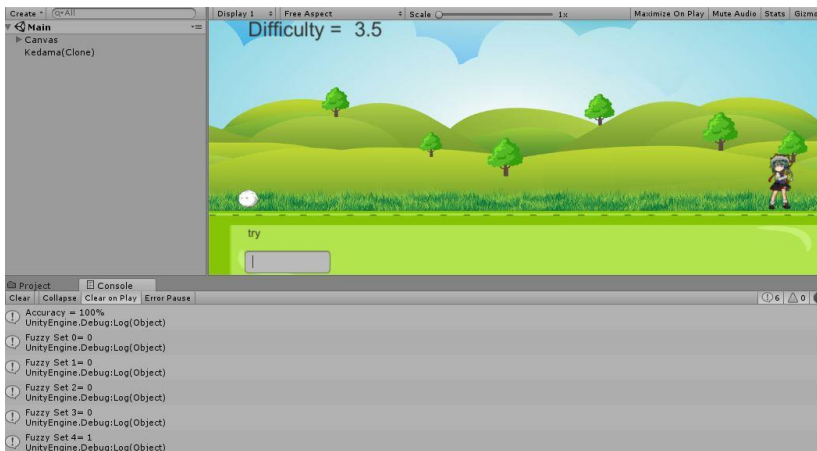 Create
All
Display 1
Free Aspect
Scale
1x
Maximize On Play
Mute Audio
Stats
Main
Canvas
Kedama(Clone)
Difficulty = 3.5
try
Project
Console
Clear
Collapse
Clear on Play
Error Pause
6
0
Accuracy = 100%
UnityEngine.Debug:Log(Object)
Fuzzy Set 0= 0
UnityEngine.Debug:Log(Object)
Fuzzy Set 1= 0
UnityEngine.Debug:Log(Object)
Fuzzy Set 2= 0
UnityEngine.Debug:Log(Object)
Fuzzy Set 3= 0
UnityEngine.Debug:Log(Object)
Fuzzy Set 4= 1
UnityEngine.Debug:Log(Object)